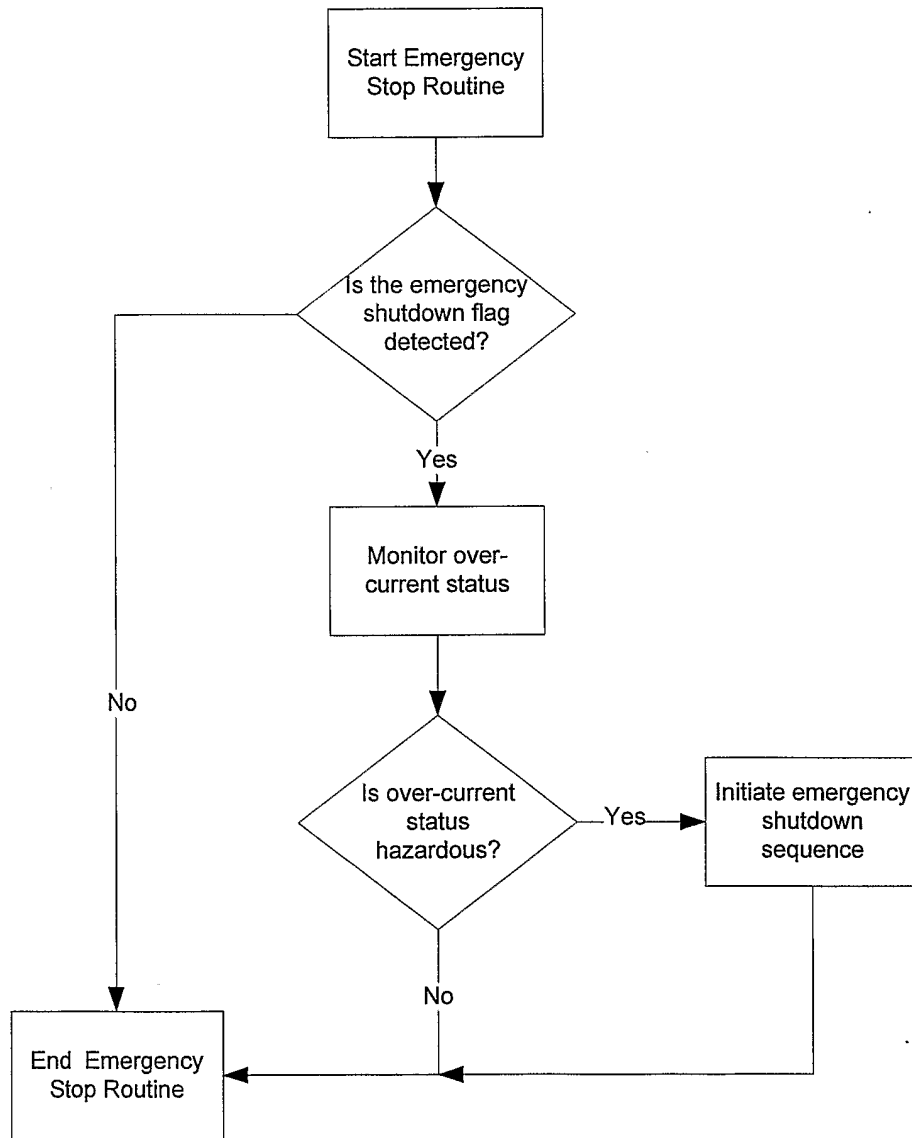 Start Emergency
Stop Routine
Is the emergency
shutdown flag
detected?
Yes
Monitor over-
current status
No
Is over-current
status
hazardous?
Yes
Initiate emergency
shutdown
sequence
No
End Emergency
Stop Routine